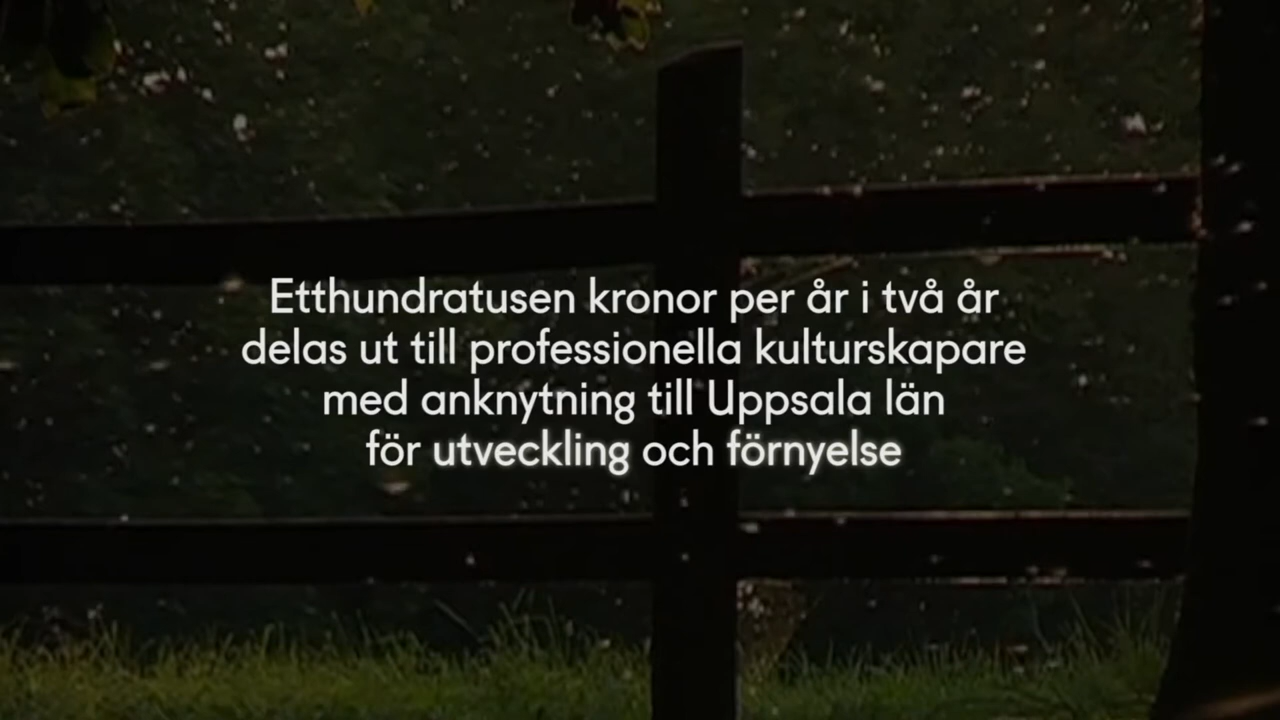 Etthundratusen kronor per år i två år
delas ut till professionella kulturskapare
med anknytning till Uppsala län
för utveckling och förnyelse